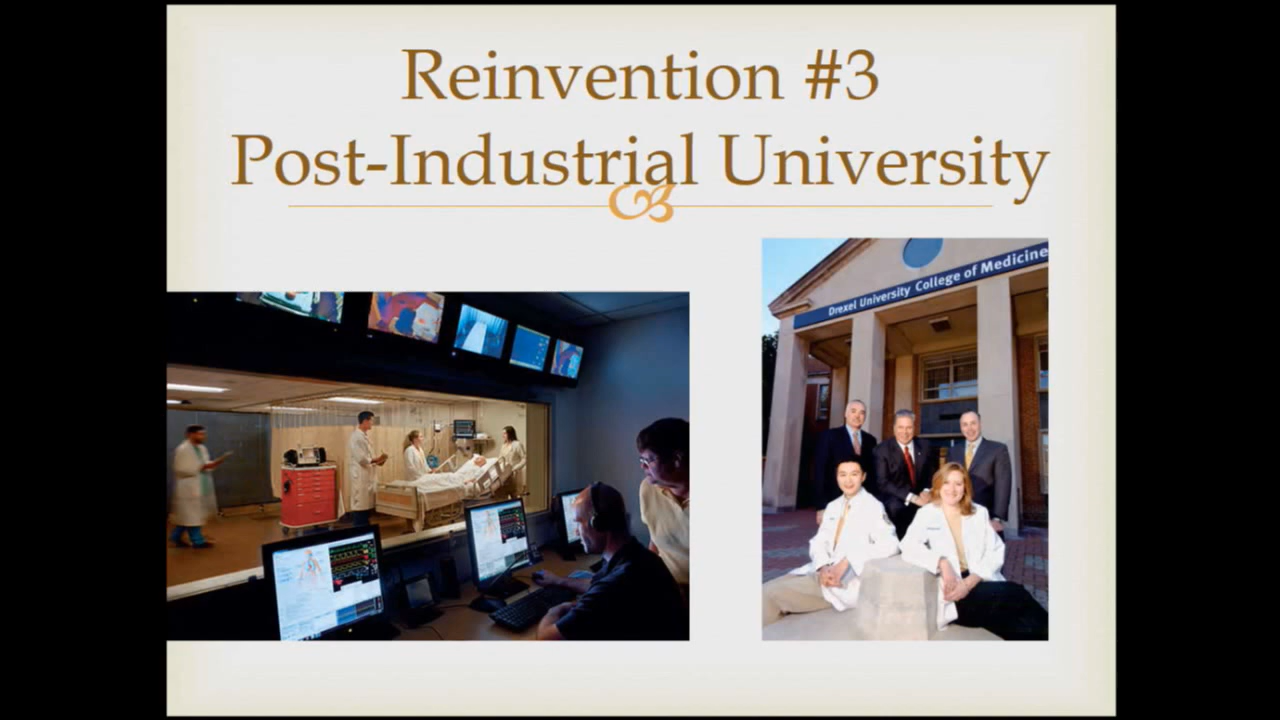 Reinvention #3
Post-Industrial University
Drexel University College of Medicine